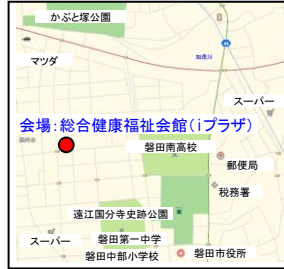 かぶと塚公園
マツダ
スーパー
会場:総合健康福祉会館(iプラザ)
磐田南高校
郵便局
税務署
遠江国分寺史跡公園
スーパー
磐田第一中学
磐田市役所
磐田中部小学校